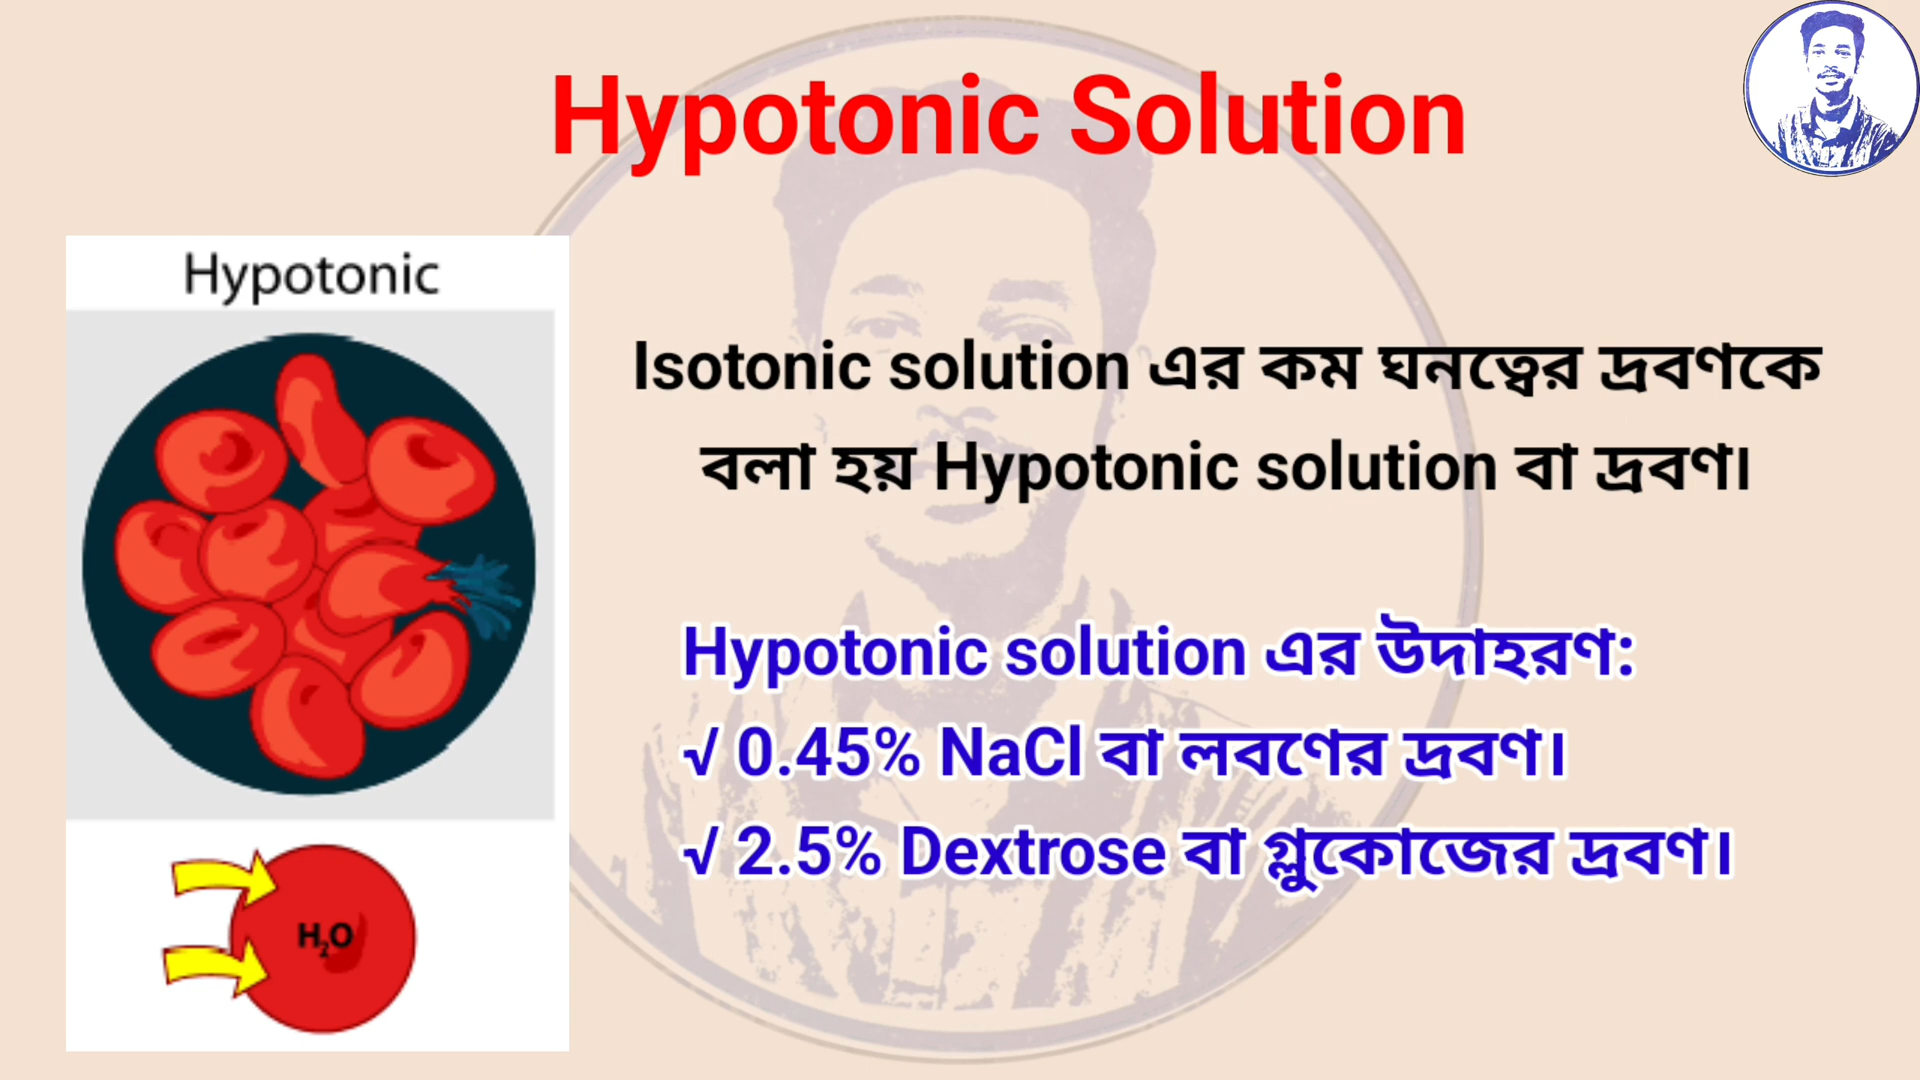 Hypotonic Solution
Hypotonic
Isotonic solution এর কম ঘনত্বের দ্রবণকে
বলা হয় Hypotonic solution বা দ্রবণ।
Hypotonic solution এর উদাহরণ:
√ 0.45% NaCl বা লবণের দ্রবণ।
√ 2.5% Dextrose বা গ্লুকোজের দ্রবণ।
H₂O